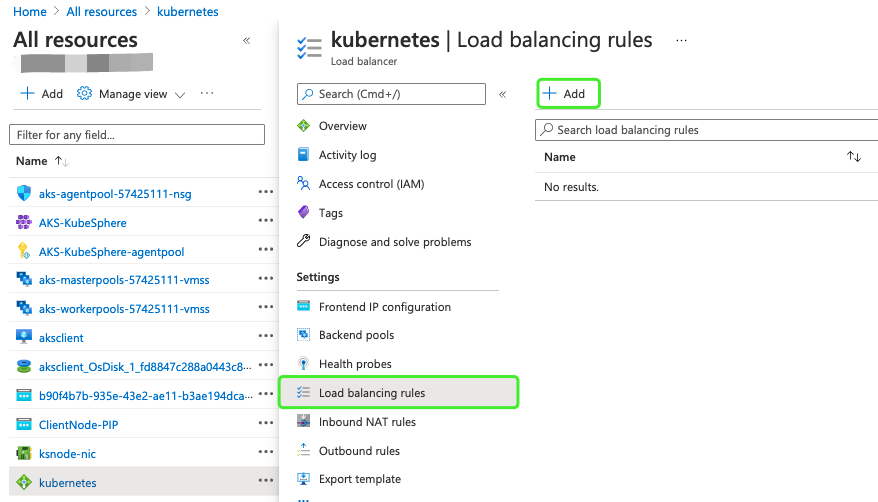 Home > All resources > kubernetes
All resources
«
+ Add Manage view ···
Filter for any field...
Name ↑↓
aks-agentpool-57425111-nsg ···
AKS-KubeSphere ···
AKS-KubeSphere-agentpool ···
aks-masterpools-57425111-vmss ···
aks-workerpools-57425111-vmss ···
aksclient ···
aksclient_OsDisk_1_fd8847c288a0443c8··· ···
b90f4b7b-935e-43e2-ae11-b3ae194dca··· ···
ClientNode-PIP ···
ksnode-nic ···
kubernetes ···
kubernetes | Load balancing rules ···
Load balancer
Search (Cmd+/) «
Overview
Activity log
Access control (IAM)
Tags
Diagnose and solve problems
Settings
Frontend IP configuration
Backend pools
Health probes
Load balancing rules
Inbound NAT rules
Outbound rules
Export template
+ Add
Search load balancing rules
Name ↑↓
No results.